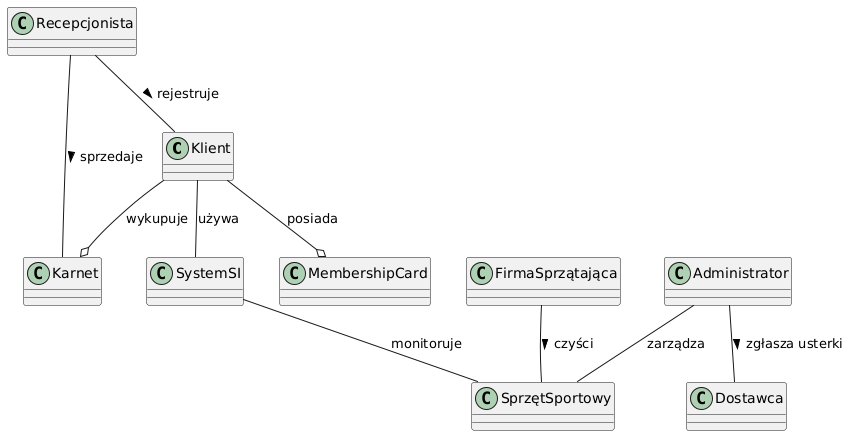 C Recepcjonista
rejestruje
C Klient
sprzedaje
wykupuje
używa
posiada
C Karnet
C SystemSI
C MembershipCard
C FirmaSprzątająca
C Administrator
monitoruje
czyści
zarządza
zgłasza usterki
C SprzętSportowy
C Dostawca